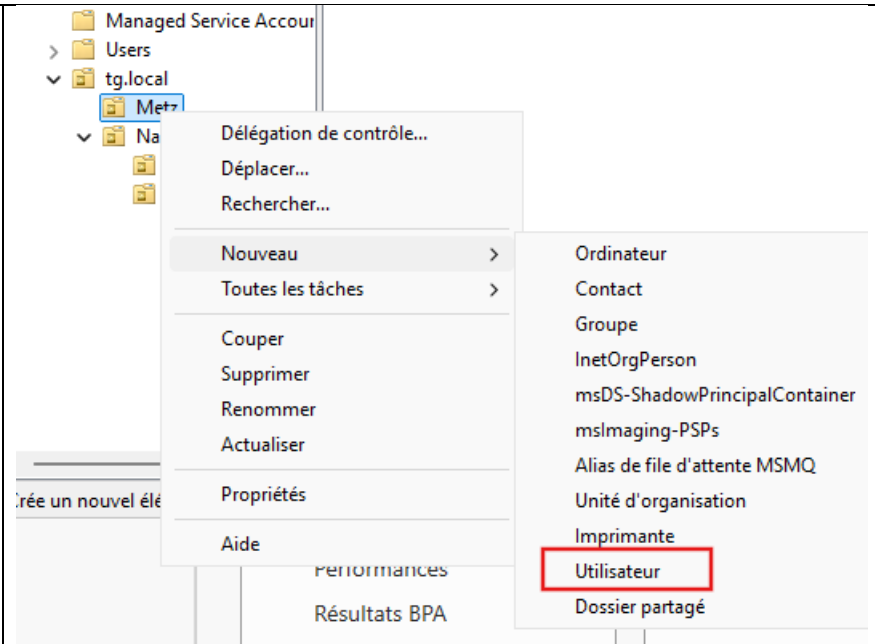 Managed Service Accour
Users
tg.local
Metz
Na
Délégation de contrôle...
Déplacer...
Rechercher...
Nouveau
Toutes les tâches
Couper
Supprimer
Renommer
Actualiser
Propriétés
Aide
Ordinateur
Contact
Groupe
InetOrgPerson
msDS-ShadowPrincipalContainer
msImaging-PSPs
Alias de file d'attente MSMQ
Unité d'organisation
Imprimante
Utilisateur
Dossier partagé
Crée un nouvel élé
Performances
Résultats BPA